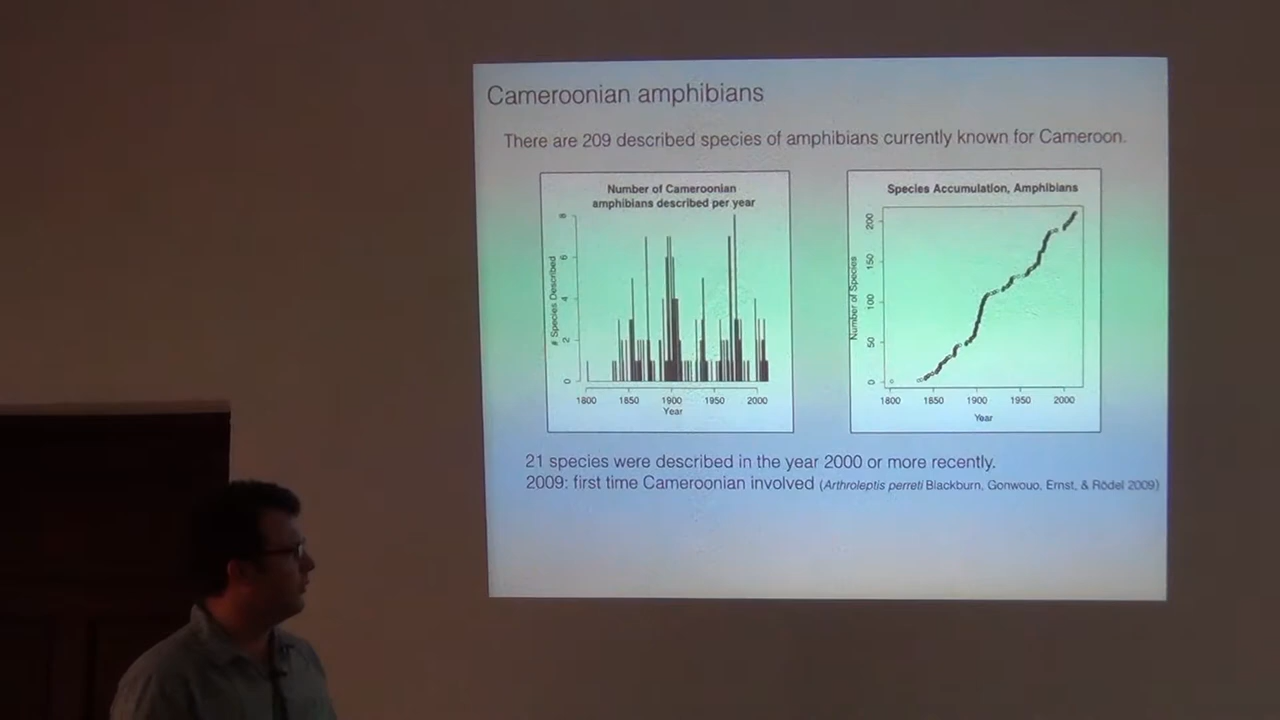 Cameroonian amphibians
There are 209 described species of amphibians currently known for Cameroon.
Number of Cameroonian
amphibians described per year
# Species Described
0
2
4
6
8
1800 1850 1900 1950 2000
Year
Species Accumulation, Amphibians
Number of Species
0
50
100
150
200
1800 1850 1900 1950 2000
Year
21 species were described in the year 2000 or more recently.
2009: first time Cameroonian involved (Arthroleptis perreti Blackburn, Gonwouo, Ernst, & Rödel 2009)